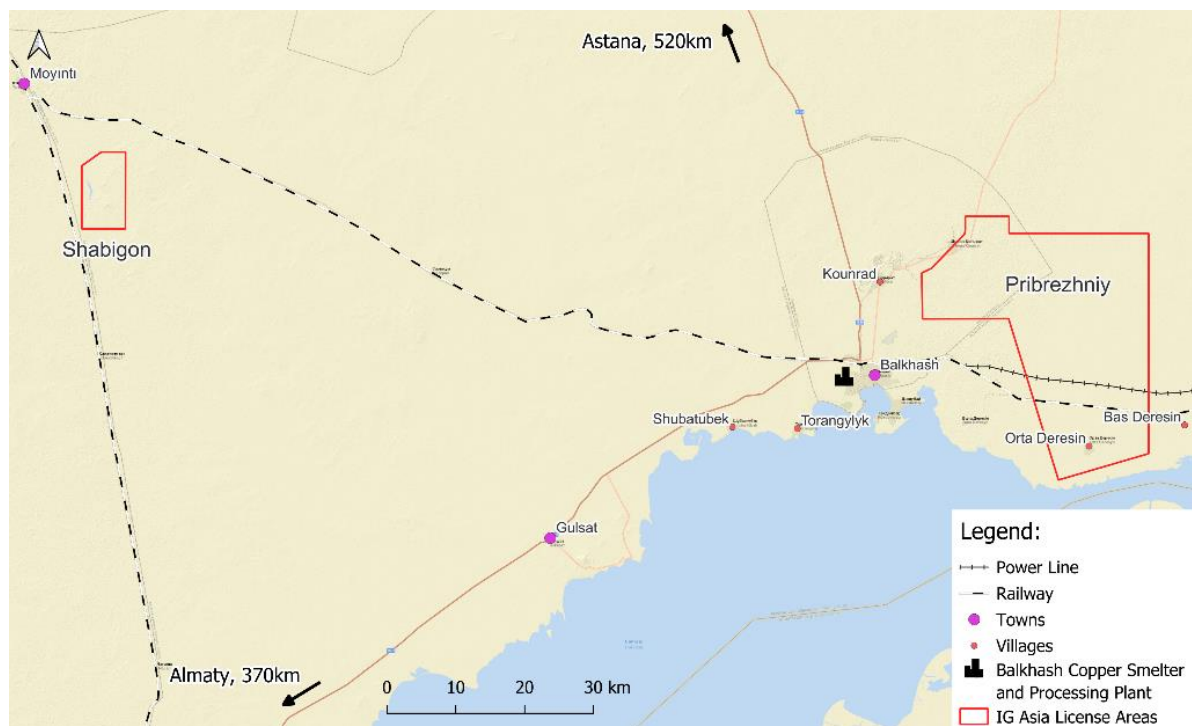 Astana, 520km
Moyinti
Shabigon
Kounrad
Pribrezhniy
Balkhash
Shubatubek
Torangylyk
Bas Deresin
Orta Deresin
Gulsat
Almaty, 370km
0 10 20 30 km
Legend:
Power Line
Railway
Towns
Villages
Balkhash Copper Smelter
and Processing Plant
IG Asia License Areas